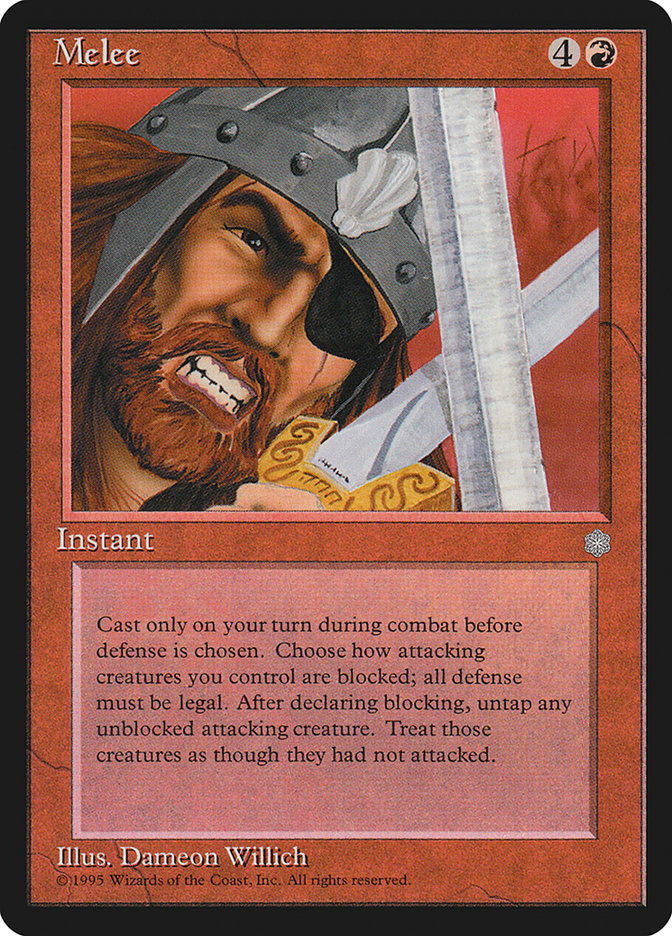 Melee 4
Instant
Cast only on your turn during combat before
defense is chosen. Choose how attacking
creatures you control are blocked; all defense
must be legal. After declaring blocking, untap any
unblocked attacking creature. Treat those
creatures as though they had not attacked.
Illus. Dameon Willich
©1995 Wizards of the Coast, Inc. All rights reserved.